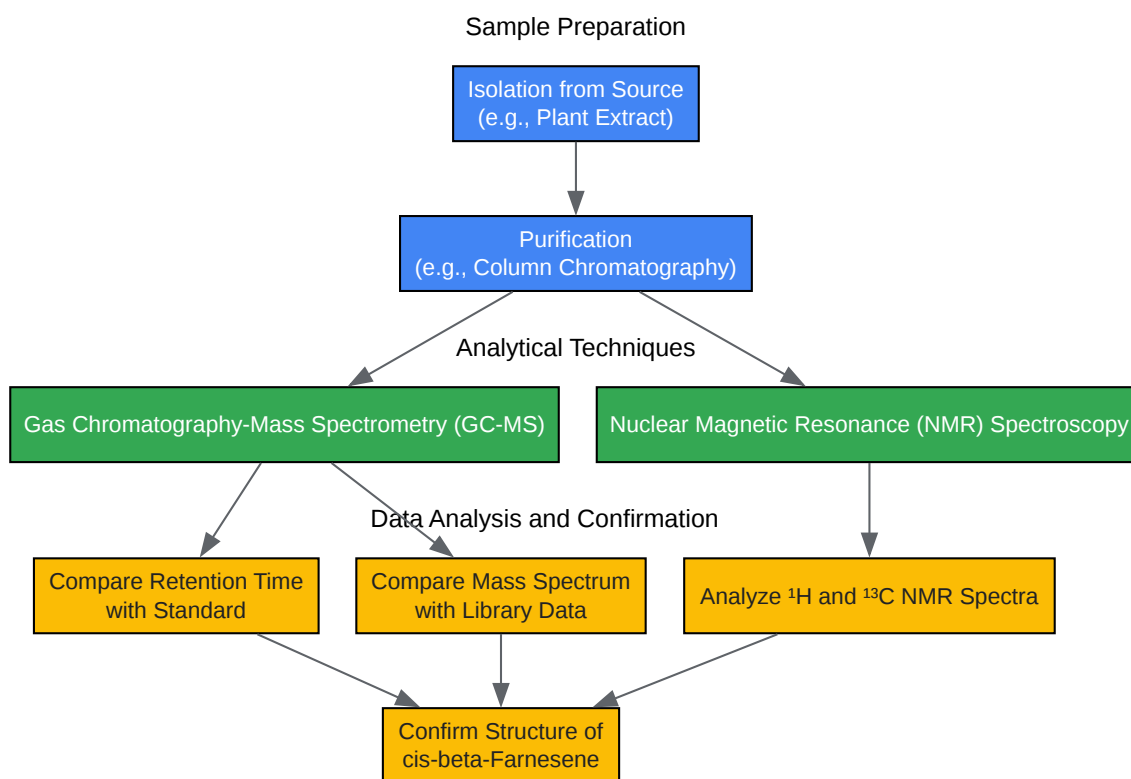 Sample Preparation
Isolation from Source
(e.g., Plant Extract)
Purification
(e.g., Column Chromatography)
Analytical Techniques
Gas Chromatography-Mass Spectrometry (GC-MS)
Nuclear Magnetic Resonance (NMR) Spectroscopy
Data Analysis and Confirmation
Compare Retention Time
with Standard
Compare Mass Spectrum
with Library Data
Analyze ¹H and ¹³C NMR Spectra
Confirm Structure of
cis-beta-Farnesene